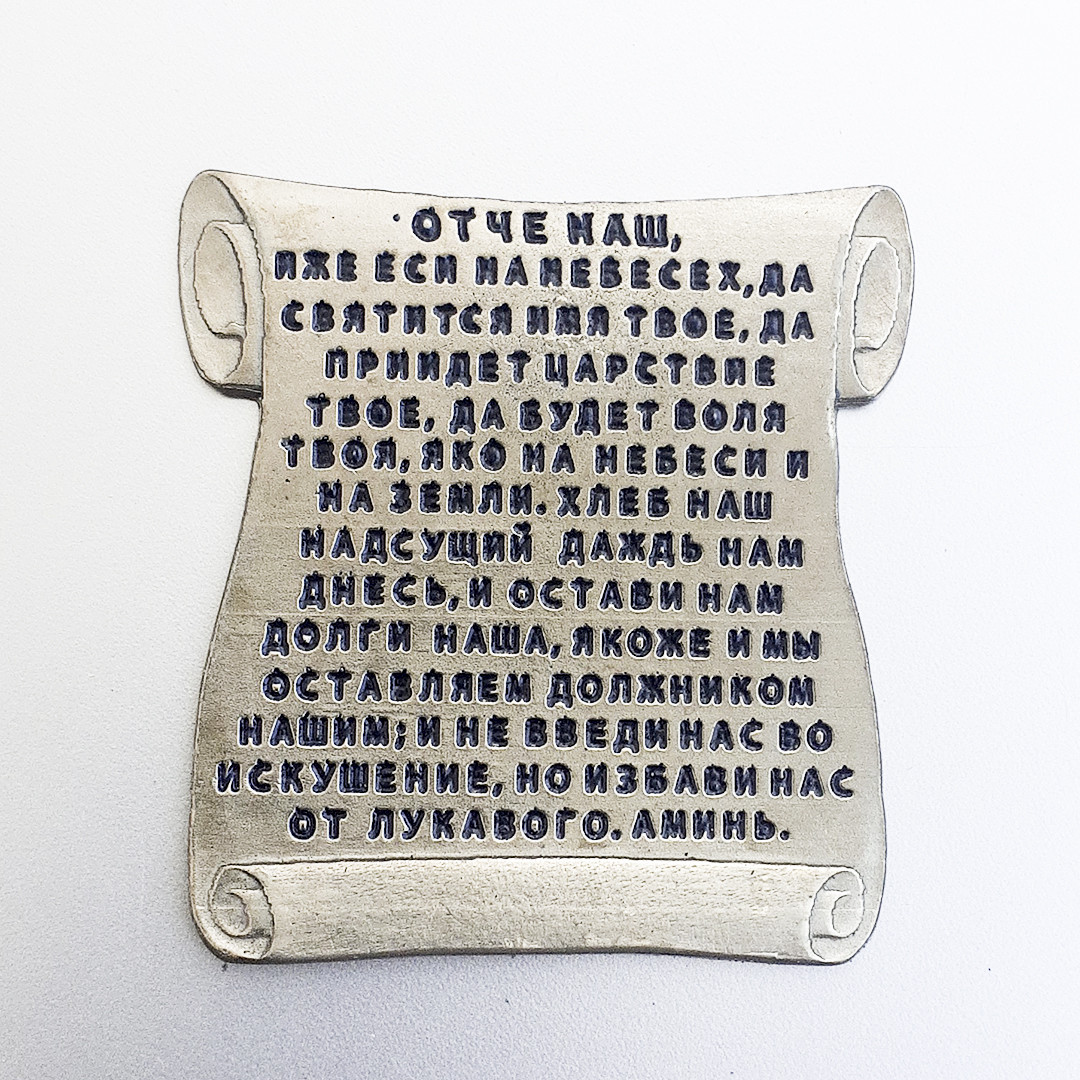 ОТЧЕ НАШ,
ИЖЕ ЕСИ НА НЕБЕСЕХ, ДА
СВЯТИТСЯ ИМЯ ТВОЕ, ДА
ПРИИДЕТ ЦАРСТВИЕ
ТВОЕ, ДА БУДЕТ ВОЛЯ
ТВОЯ, ЯКО НА НЕБЕСИ И
НА ЗЕМЛИ. ХЛЕБ НАШ
НАДСУЩИЙ ДАЖДЬ НАМ
ДНЕСЬ, И ОСТАВИ НАМ
ДОЛГИ НАША, ЯКОЖЕ И МЫ
ОСТАВЛЯЕМ ДОЛЖНИКОМ
НАШИМ; И НЕ ВВЕДИ НАС ВО
ИСКУШЕНИЕ, НО ИЗБАВИ НАС
ОТ ЛУКАВОГО. АМИНЬ.